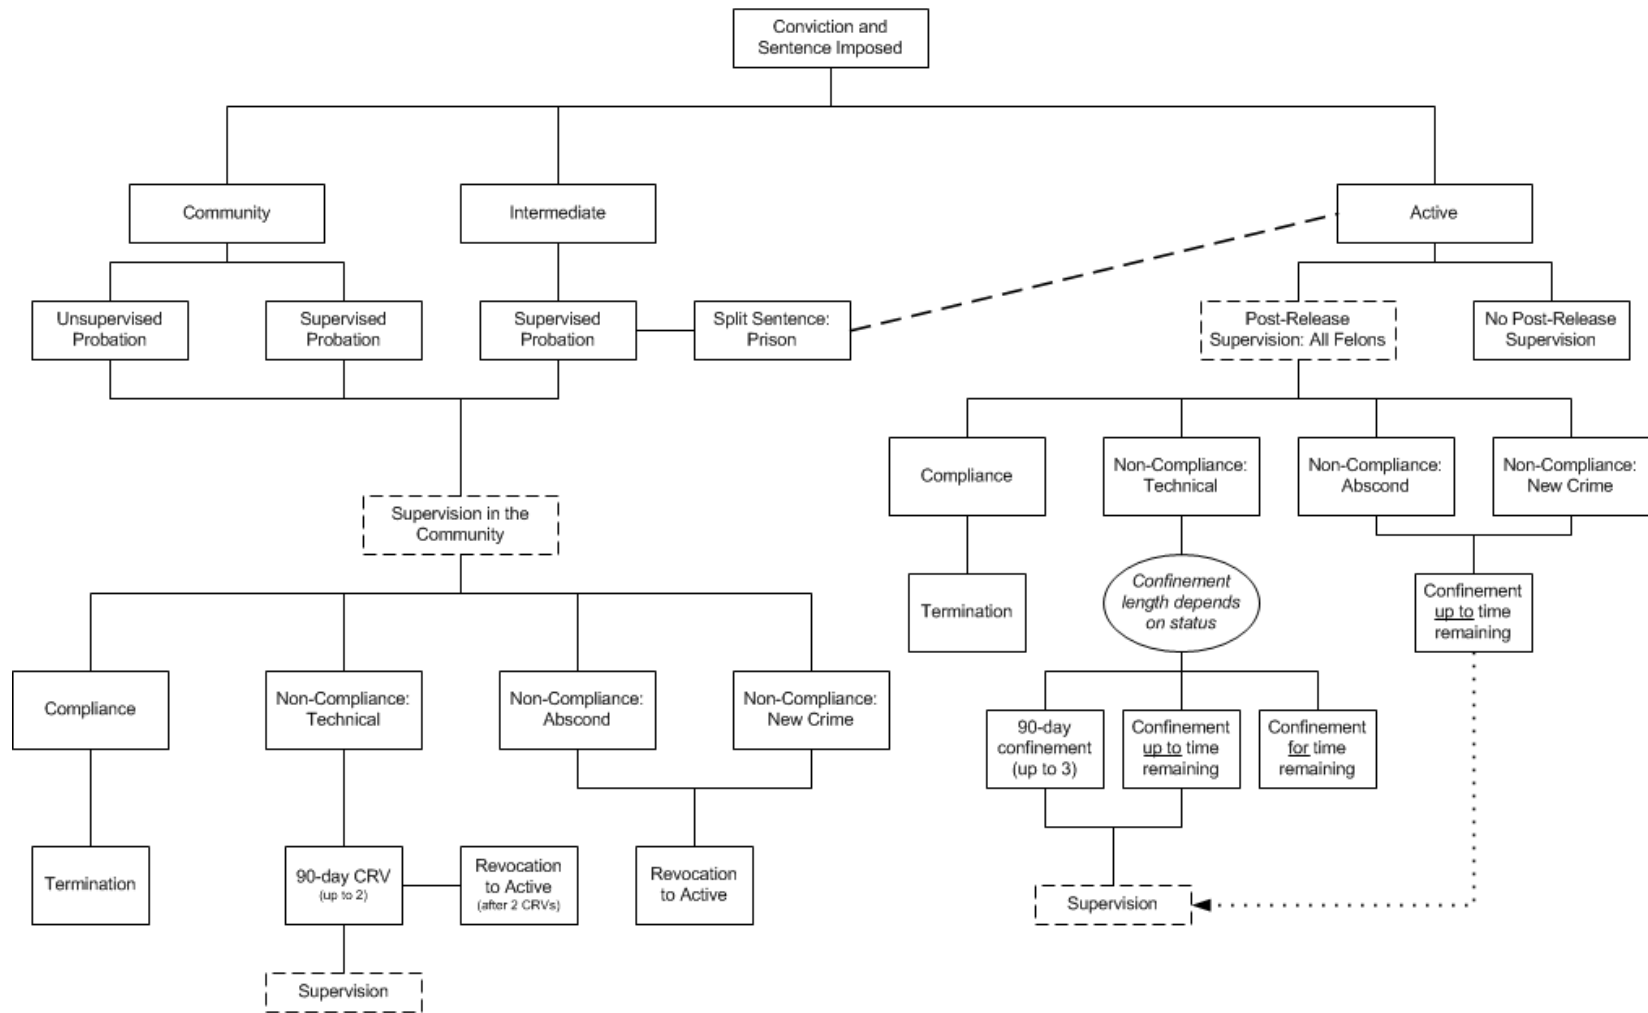 Conviction and
Sentence Imposed
Community
Intermediate
Active
Unsupervised
Probation
Supervised
Probation
Supervised
Probation
Split Sentence:
Prison
Post-Release
Supervision: All Felons
No Post-Release
Supervision
Compliance
Non-Compliance:
Technical
Non-Compliance:
Abscond
Non-Compliance:
New Crime
Supervision in the
Community
Termination
Confinement
length depends
on status
Confinement
up to time
remaining
Compliance
Non-Compliance:
Technical
Non-Compliance:
Abscond
Non-Compliance:
New Crime
90-day
confinement
(up to 3)
Confinement
up to time
remaining
Confinement
for time
remaining
Termination
90-day CRV
(up to 2)
Revocation
to Active
(after 2 CRVs)
Revocation
to Active
Supervision
Supervision